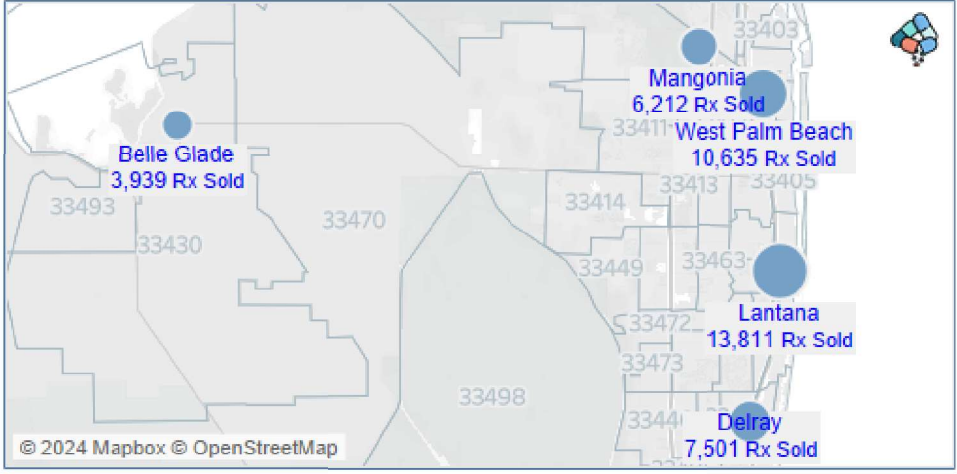 33403
Mangonia
6,212 Rx Sold
33411
West Palm Beach
10,635 Rx Sold
Belle Glade
3,939 Rx Sold
33413
33405
33414
33493
33470
33430
33449
33463
Lantana
13,811 Rx Sold
33472
33473
33498
Delray
7,501 Rx Sold
© 2024 Mapbox © OpenStreetMap